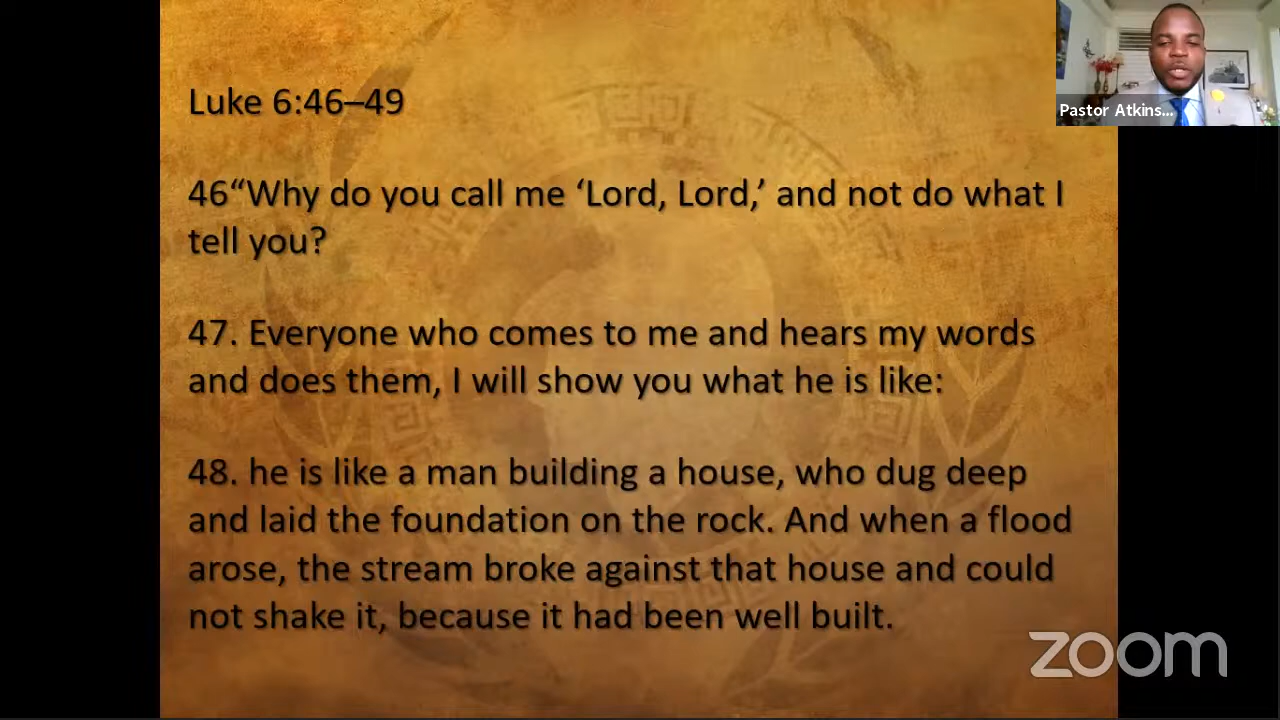 Luke 6:46–49
46“Why do you call me ‘Lord, Lord,’ and not do what I
tell you?
47. Everyone who comes to me and hears my words
and does them, I will show you what he is like:
48. he is like a man building a house, who dug deep
and laid the foundation on the rock. And when a flood
arose, the stream broke against that house and could
not shake it, because it had been well built.
Pastor Atkins...
zoom